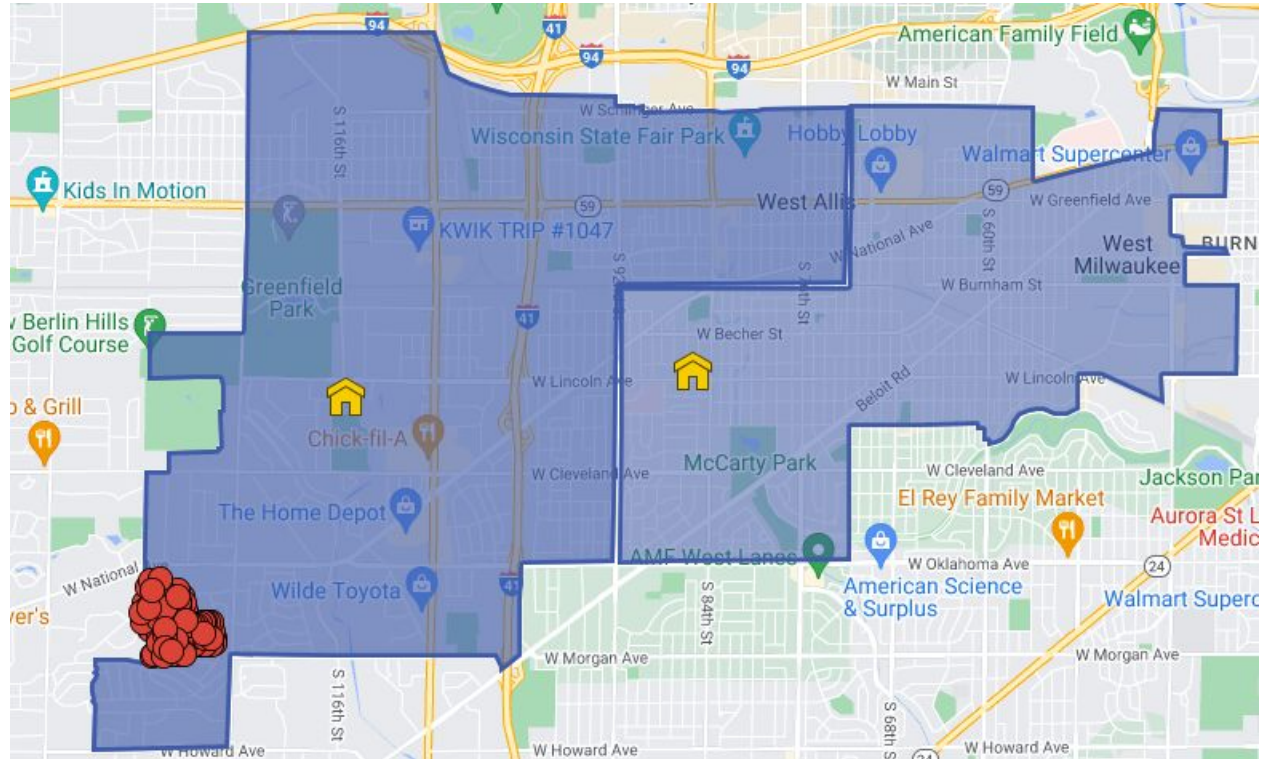 94
41
94
94
American Family Field
W Main St
W Schlinger Ave
Wisconsin State Fair Park
Hobby Lobby
Walmart Supercenter
S 116th St
Kids In Motion
59
59
W Greenfield Ave
West Allis
KWIK TRIP #1047
W National Ave
S 60th St
West
Milwaukee
BURN
Greenfield
Park
W Burnham St
41
Berlin Hills
Golf Course
W Becher St
W Lincoln Ave
Beloit Rd
W Lincoln Ave
& Grill
Chick-fil-A
W Cleveland Ave
McCarty Park
W Cleveland Ave
Jackson Par
The Home Depot
El Rey Family Market
Aurora St L
Medic
AMF West Lanes
W Oklahoma Ave
24
W National
Wilde Toyota
41
American Science
& Surplus
Walmart Superc
ver's
S 84th St
W Morgan Ave
W Morgan Ave
S 116th St
S 68th S
W Howard Ave
W Howard Ave
W Howard Ave
24